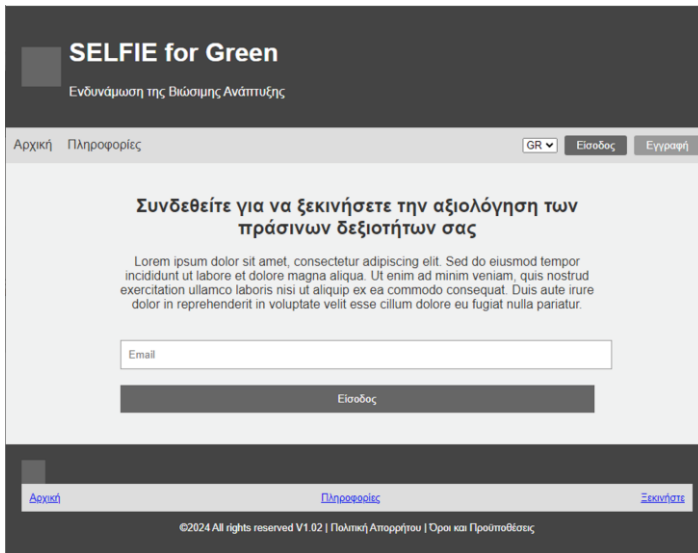 SELFIE for Green
Ενδυνάμωση της Βιώσιμης Ανάπτυξης
Αρχική Πληροφορίες GR Είσοδος Εγγραφή
Συνδεθείτε για να ξεκινήσετε την αξιολόγηση των
πράσινων δεξιοτήτων σας
Lorem ipsum dolor sit amet, consectetur adipiscing elit. Sed do eiusmod tempor
incididunt ut labore et dolore magna aliqua. Ut enim ad minim veniam, quis nostrud
exercitation ullamco laboris nisi ut aliquip ex ea commodo consequat. Duis aute irure
dolor in reprehenderit in voluptate velit esse cillum dolore eu fugiat nulla pariatur.
Email
Είσοδος
Αρχική Πληροφορίες Ξεκινήστε
©2024 All rights reserved V1.02 | Πολιτική Απορρήτου | Όροι και Προϋποθέσεις